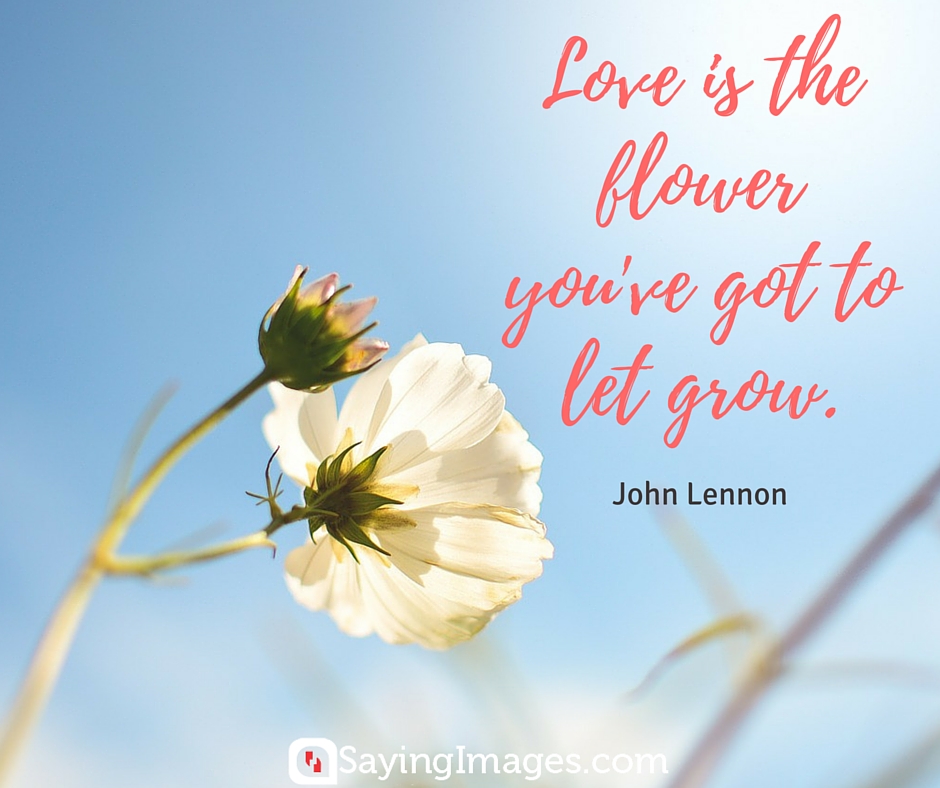 Love is the
flower
you've got to
let grow.
John Lennon
SayingImages.com